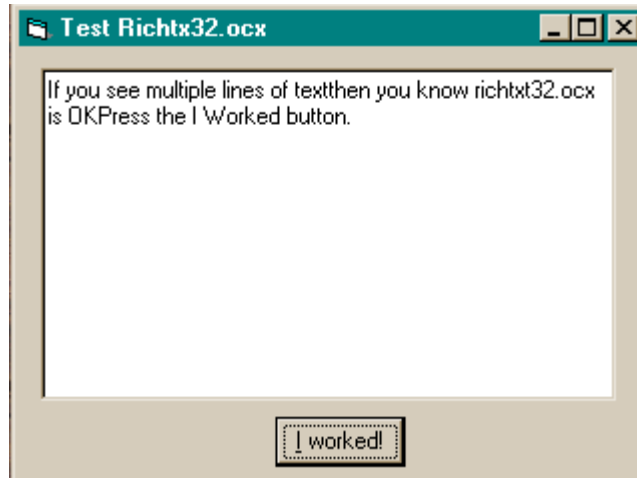 Test Richtx32.ocx
If you see multiple lines of textthen you know richtxt32.ocx
is OKPress the I Worked button.
I worked!